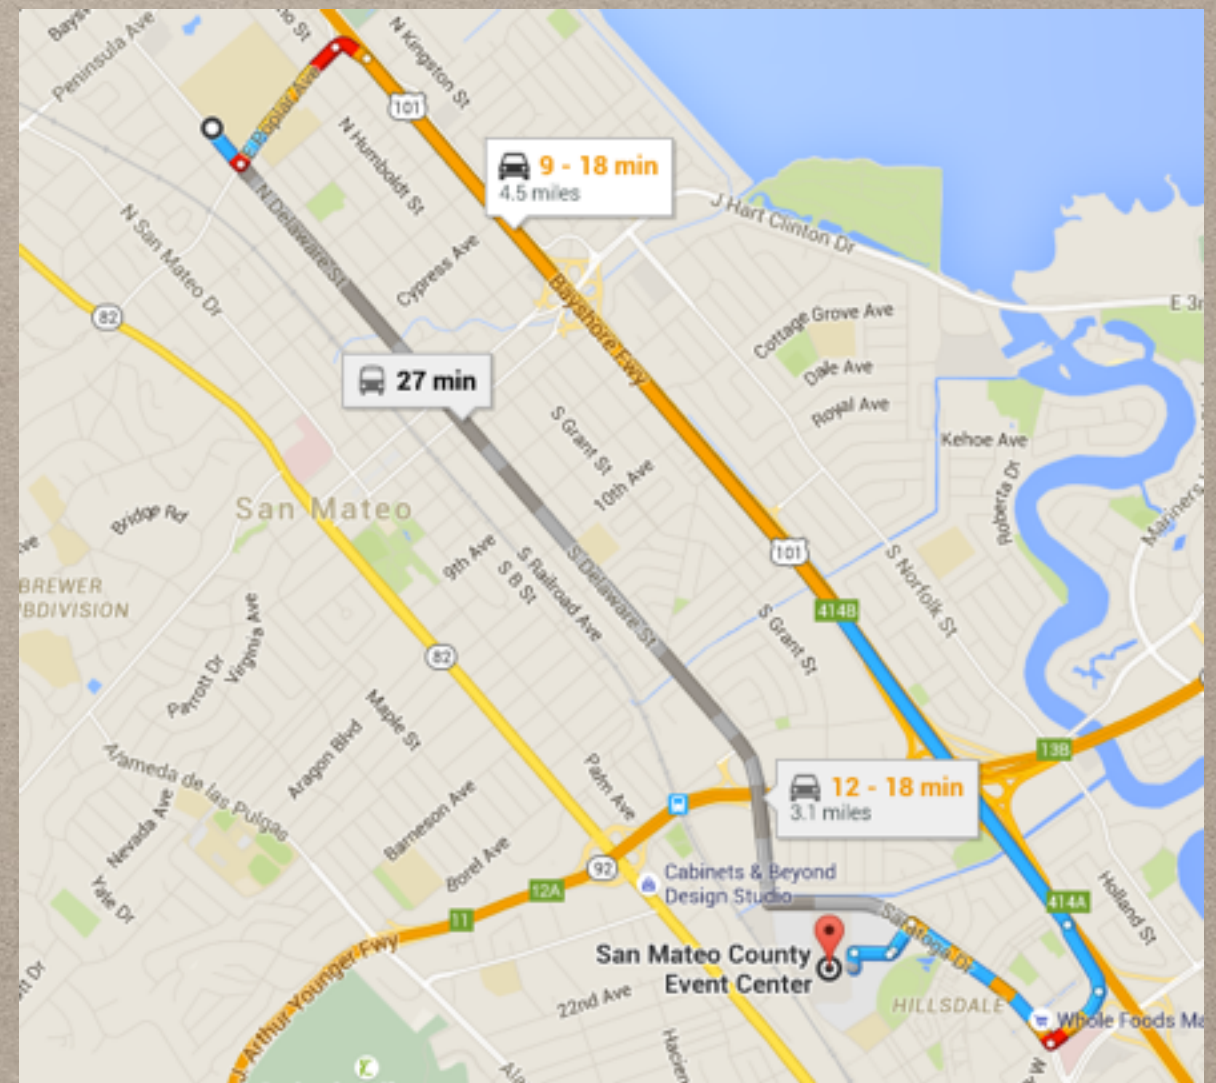 Peninsula Ave
N Kingston St
E Poplar Ave
101
N Humboldt St
9 - 18 min
4.5 miles
J Hart Clinton Dr
N Delaware St
N San Mateo Dr
Cypress Ave
82
Bayshore Fwy
Cottage Grove Ave
Dale Ave
Royal Ave
27 min
Kehoe Ave
S Grant St
10th Ave
Roberta Dr
San Mateo
Bridge Rd
101
9th Ave
S Railroad Ave
S B St
S Delaware St
S Norfolk St
BREWER
414B
S Grant St
Virginia Ave
Parrott Dr
82
Maple St
Aragon Blvd
Alameda de las Pulgas
Nevada Ave
Palm Ave
13B
12 - 18 min
3.1 miles
Barneson Ave
Borel Ave
92
Cabinets & Beyond
Design Studio
12A
11
Yale Dr
414A
Holland St
Saratoga Dr
San Mateo County
Event Center
J. Arthur Younger Fwy
22nd Ave
HILLSDALE
Whole Foods Ma